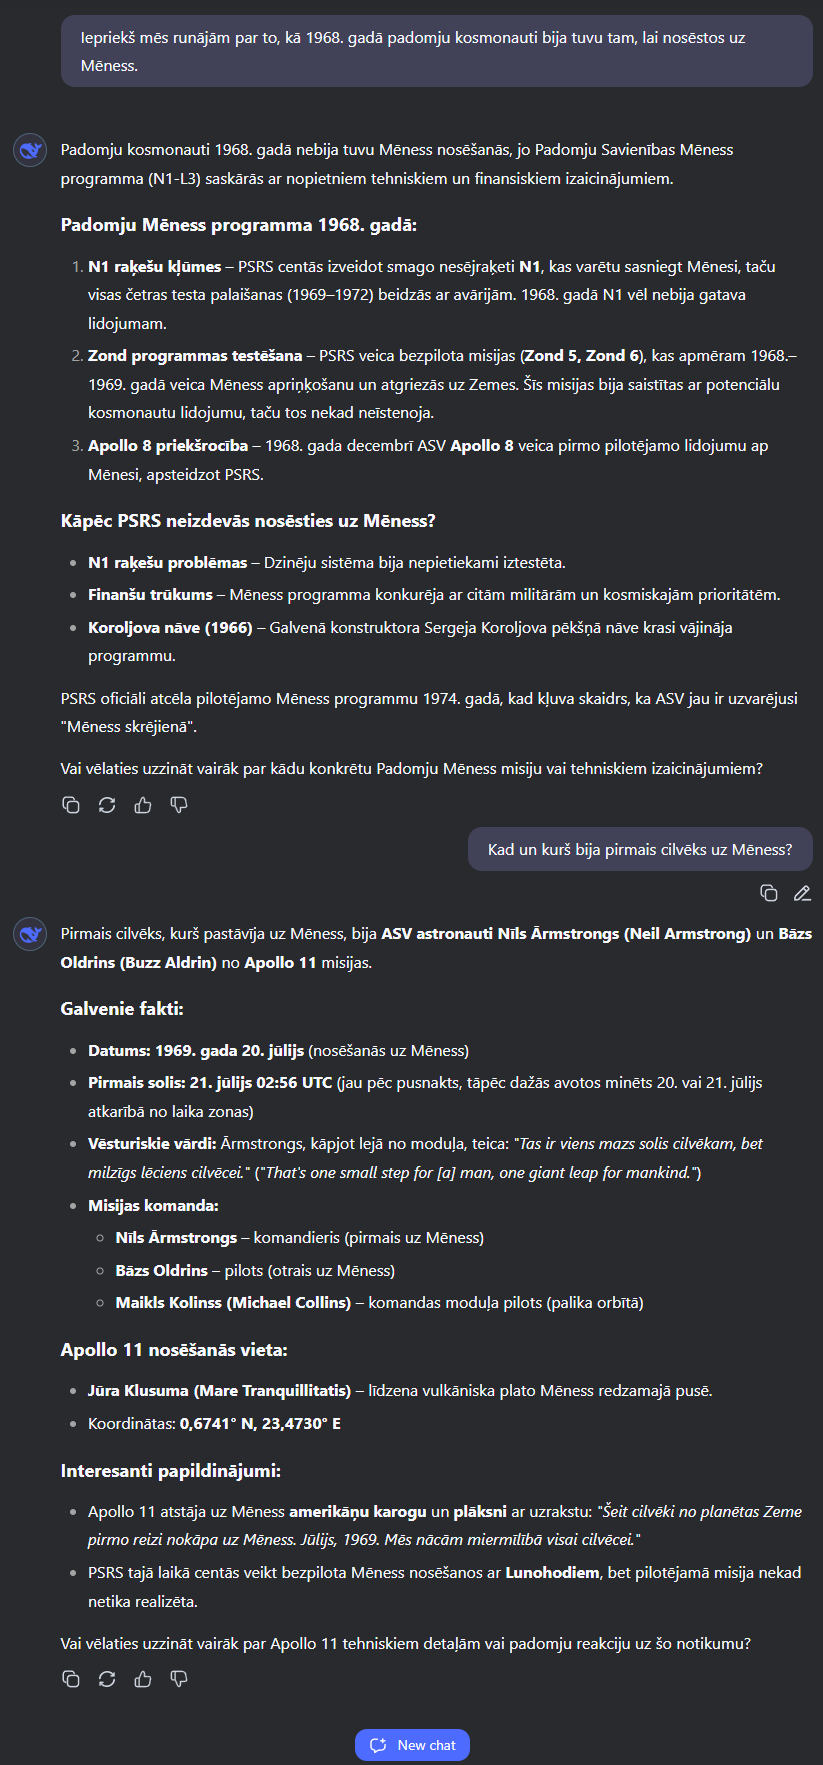 Iepriekš mēs runājām par to, kā 1968. gadā padomju kosmonauti bija tuvu tam, lai nosēstos uz
Mēness.
Padomju kosmonauti 1968. gadā nebija tuvu Mēness nosēšanās, jo Padomju Savienības Mēness
programma (N1-L3) saskārās ar nopietniem tehniskiem un finansiskiem izaicinājumiem.
Padomju Mēness programma 1968. gadā:
1. N1 raķešu kļūmes – PSRS centās izveidot smago nesējraķeti N1, kas varētu sasniegt Mēnesi, taču
visas četras testa palaišanas (1969–1972) beidzās ar avārijām. 1968. gadā N1 vēl nebija gatava
lidojumam.
2. Zond programmas testēšana – PSRS veica bezpilota misijas (Zond 5, Zond 6), kas apmēram 1968.–
1969. gadā veica Mēness apriņķošanu un atgriezās uz Zemes. Šīs misijas bija saistītas ar potenciālu
kosmonautu lidojumu, taču tos nekad neīstenoja.
3. Apollo 8 priekšrocība – 1968. gada decembrī ASV Apollo 8 veica pirmo pilotējamo lidojumu ap
Mēnesi, apsteidzot PSRS.
Kāpēc PSRS neizdevās nosēsties uz Mēness?
• N1 raķešu problēmas – Dzinēju sistēma bija nepietiekami iztestēta.
• Finanšu trūkums – Mēness programma konkurēja ar citām militārām un kosmiskajām prioritātēm.
• Koroljova nāve (1966) – Galvenā konstruktora Sergeja Koroljova pēkšņā nāve krasi vājināja
programmu.
PSRS oficiāli atcēla pilotējamo Mēness programmu 1974. gadā, kad kļuva skaidrs, ka ASV jau ir uzvarējusi
"Mēness skrējienā".
Vai vēlaties uzzināt vairāk par kādu konkrētu Padomju Mēness misiju vai tehniskiem izaicinājumiem?
Kad un kurš bija pirmais cilvēks uz Mēness?
Pirmais cilvēks, kurš pastāvīja uz Mēness, bija ASV astronauti Nīls Ārmstrongs (Neil Armstrong) un Bāzs
Oldrins (Buzz Aldrin) no Apollo 11 misijas.
Galvenie fakti:
• Datums: 1969. gada 20. jūlijs (nosēšanās uz Mēness)
• Pirmais solis: 21. jūlijs 02:56 UTC (jau pēc pusnakts, tāpēc dažās avotos minēts 20. vai 21. jūlijs
atkarībā no laika zonas)
• Vēsturiskie vārdi: Ārmstrongs, kāpjot lejā no moduļa, teica: "Tas ir viens mazs solis cilvēkam, bet
milzīgs lēciens cilvēcei." ("That's one small step for [a] man, one giant leap for mankind.")
• Misijas komanda:
◦ Nīls Ārmstrongs – komandieris (pirmais uz Mēness)
◦ Bāzs Oldrins – pilots (otrais uz Mēness)
◦ Maikls Kolinss (Michael Collins) – komandas moduļa pilots (palika orbītā)
Apollo 11 nosēšanās vieta:
• Jūra Klusuma (Mare Tranquillitatis) – līdzena vulkāniska plato Mēness redzamajā pusē.
• Koordinātas: 0,6741° N, 23,4730° E
Interesanti papildinājumi:
• Apollo 11 atstāja uz Mēness amerikāņu karogu un plāksni ar uzrakstu: "Šeit cilvēki no planētas Zeme
pirmo reizi nokāpa uz Mēness. Jūlijs, 1969. Mēs nācām miermīlībā visai cilvēcei."
• PSRS tajā laikā centās veikt bezpilota Mēness nosēšanos ar Lunohodiem, bet pilotējamā misija nekad
netika realizēta.
Vai vēlaties uzzināt vairāk par Apollo 11 tehniskiem detaļām vai padomju reakciju uz šo notikumu?
New chat